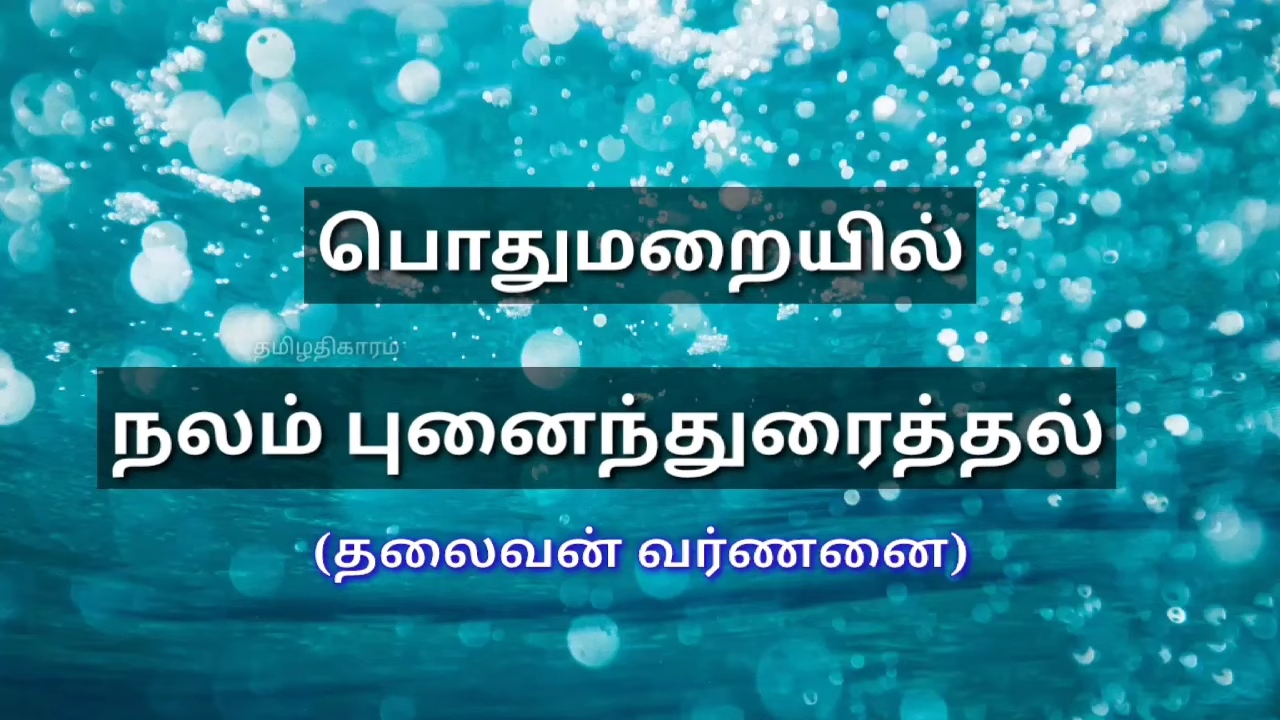 பொதுமறையில்
தமிழதிகாரம்
நலம் புனைந்துரைத்தல்
(தலைவன் வர்ணனை)